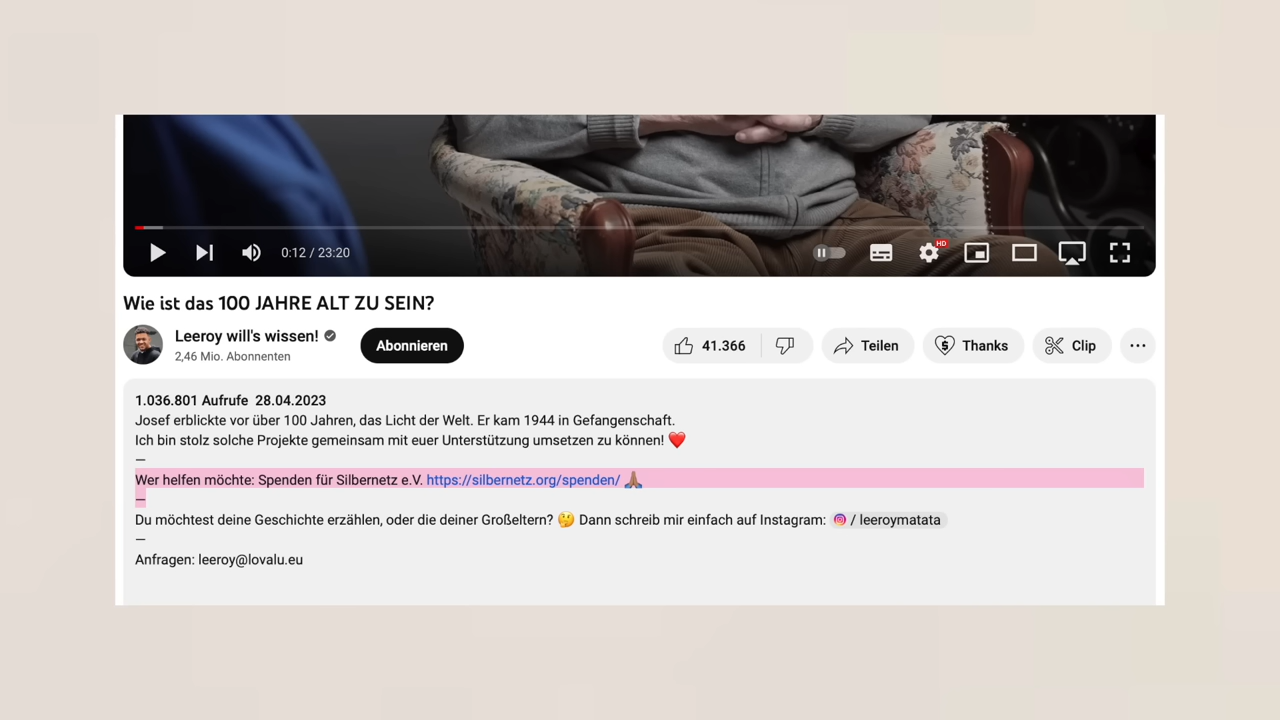 0:12 / 23:20
HD
Wie ist das 100 JAHRE ALT ZU SEIN?
Leeroy will's wissen!
2,46 Mio. Abonnenten
Abonnieren
41.366
Teilen
Thanks
Clip
1.036.801 Aufrufe 28.04.2023
Josef erblickte vor über 100 Jahren, das Licht der Welt. Er kam 1944 in Gefangenschaft.
Ich bin stolz solche Projekte gemeinsam mit euer Unterstützung umsetzen zu können! ❤️
—
Wer helfen möchte: Spenden für Silbernetz e.V. https://silbernetz.org/spenden/ 🙏🏽
—
Du möchtest deine Geschichte erzählen, oder die deiner Großeltern? 🤔 Dann schreib mir einfach auf Instagram: / leeroymatata
—
Anfragen: leeroy@lovalu.eu